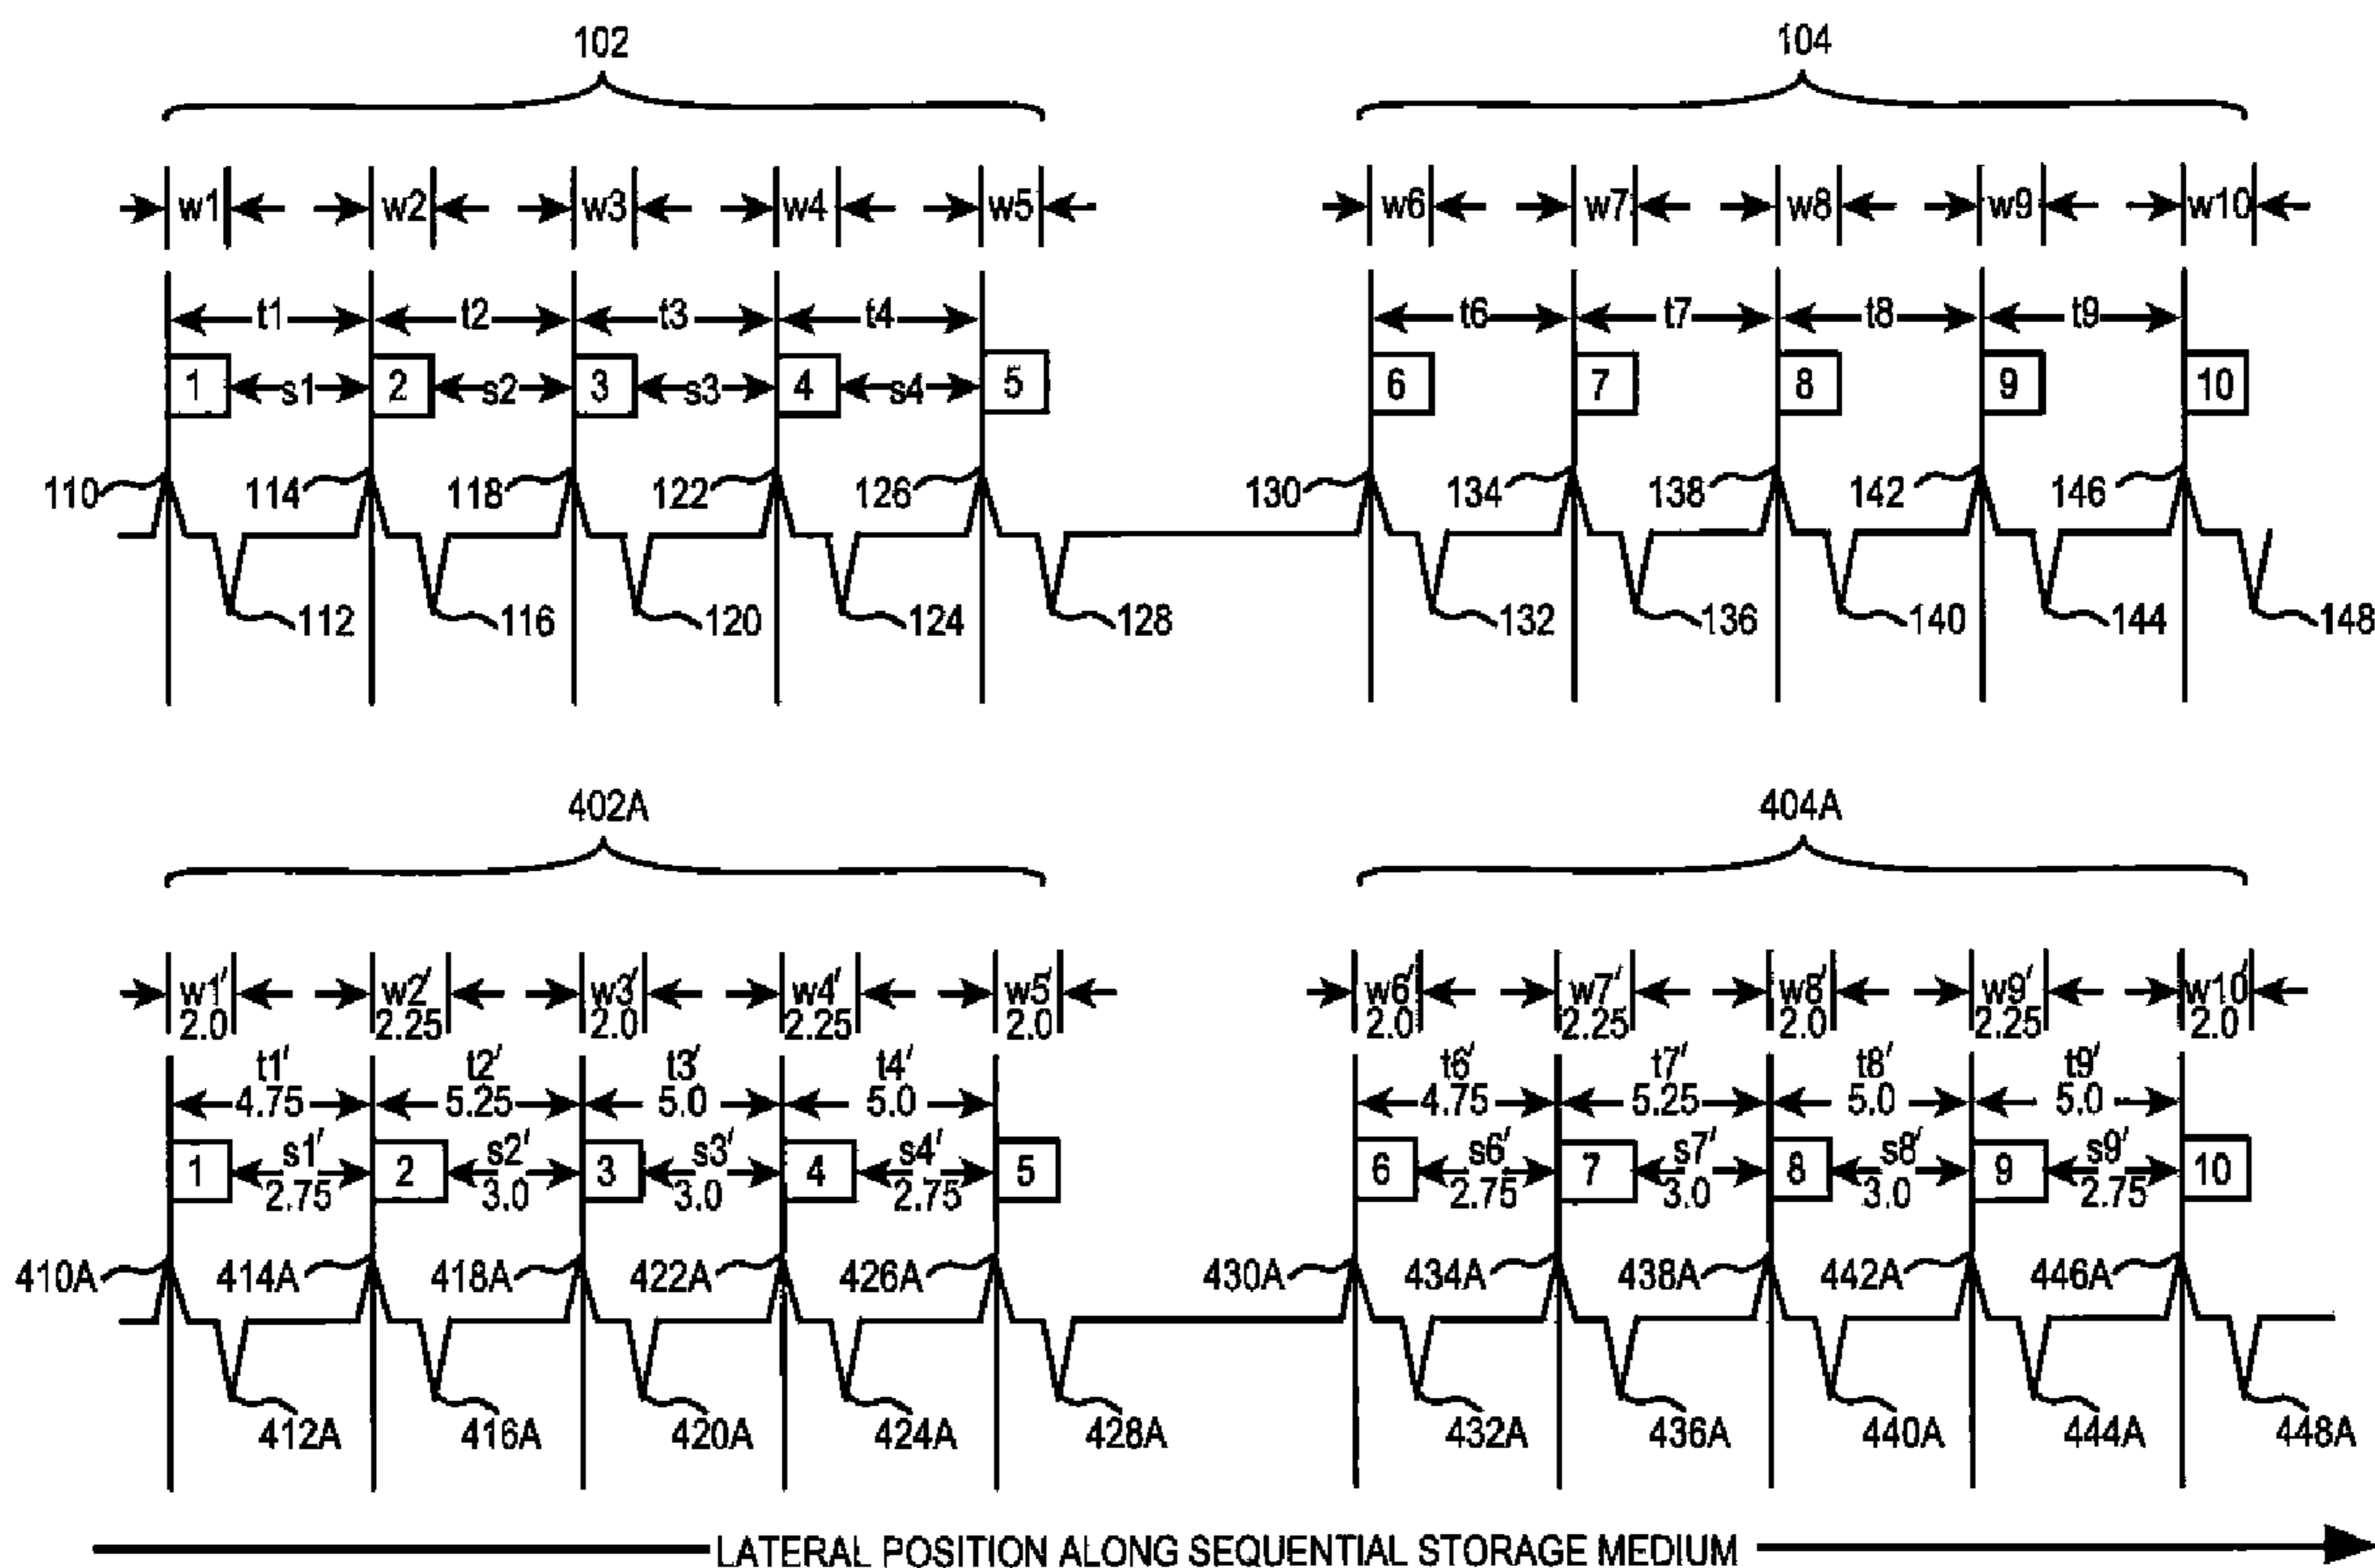 102 104
w1 w2 w3 w4 w5 w6 w7 w8 w9 w10
t1 t2 t3 t4 t6 t7 t8 t9
1 s1 2 s2 3 s3 4 s4 5 6 7 8 9 10
110 114 118 122 126 130 134 138 142 146
112 116 120 124 128 132 136 140 144 148
402A 404A
w1' w2' w3' w4' w5' w6' w7' w8' w9' w10'
2.0 2.25 2.0 2.25 2.0 2.0 2.25 2.0 2.25 2.0
t1' t2' t3' t4' t6' t7' t8' t9'
4.75 5.25 5.0 5.0 4.75 5.25 5.0 5.0
1 s1' 2 s2' 3 s3' 4 s4' 5 6 s6' 7 s7' 8 s8' 9 s9' 10
2.75 3.0 3.0 2.75 2.75 3.0 3.0 2.75
410A 414A 418A 422A 426A 430A 434A 438A 442A 446A
412A 416A 420A 424A 428A 432A 436A 440A 444A 448A
LATERAL POSITION ALONG SEQUENTIAL STORAGE MEDIUM